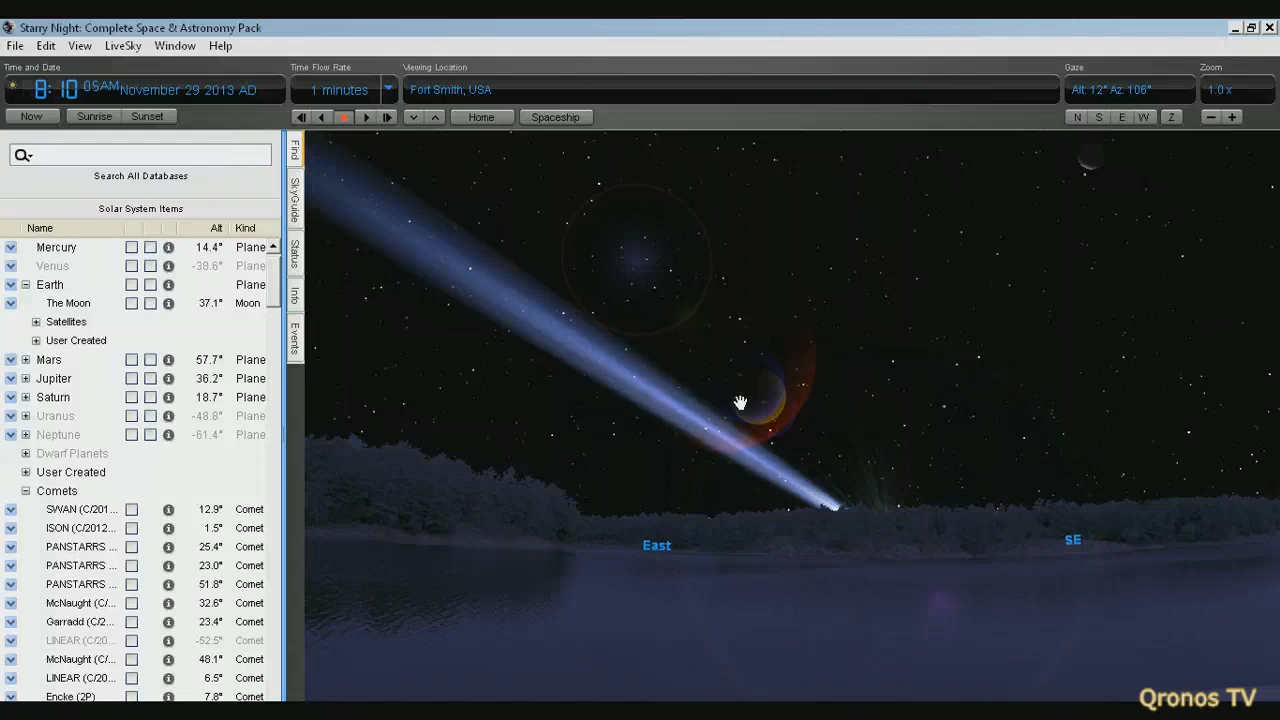 Starry Night: Complete Space & Astronomy Pack
File Edit View LiveSky Window Help
Time and Date Time Flow Rate Viewing Location Gaze Zoom
8:10 05AM November 29 2013 AD 1 minutes Fort Smith, USA Alt: 12° Az: 106° 1.0 x
Now Sunrise Sunset Home Spaceship N S E W Z
Find
SkyGuide
Status
Info
Events
Search All Databases
Solar System Items
Name Alt Kind
Mercury 14.4° Plane
Venus -38.6° Plane
Earth Plane
The Moon 37.1° Moon
Satellites
User Created
Mars 57.7° Plane
Jupiter 36.2° Plane
Saturn 18.7° Plane
Uranus -48.8° Plane
Neptune -61.4° Plane
Dwarf Planets
User Created
Comets
SWAN (C/201... 12.9° Comet
ISON (C/2012... 1.5° Comet
PANSTARRS ... 25.4° Comet
PANSTARRS ... 23.0° Comet
PANSTARRS ... 51.8° Comet
McNaught (C/... 32.6° Comet
Garradd (C/2... 23.4° Comet
LINEAR (C/20... -52.5° Comet
McNaught (C/... 48.1° Comet
LINEAR (C/20... 6.5° Comet
Encke (2P) 7.8° Comet
East
SE
Qronos TV